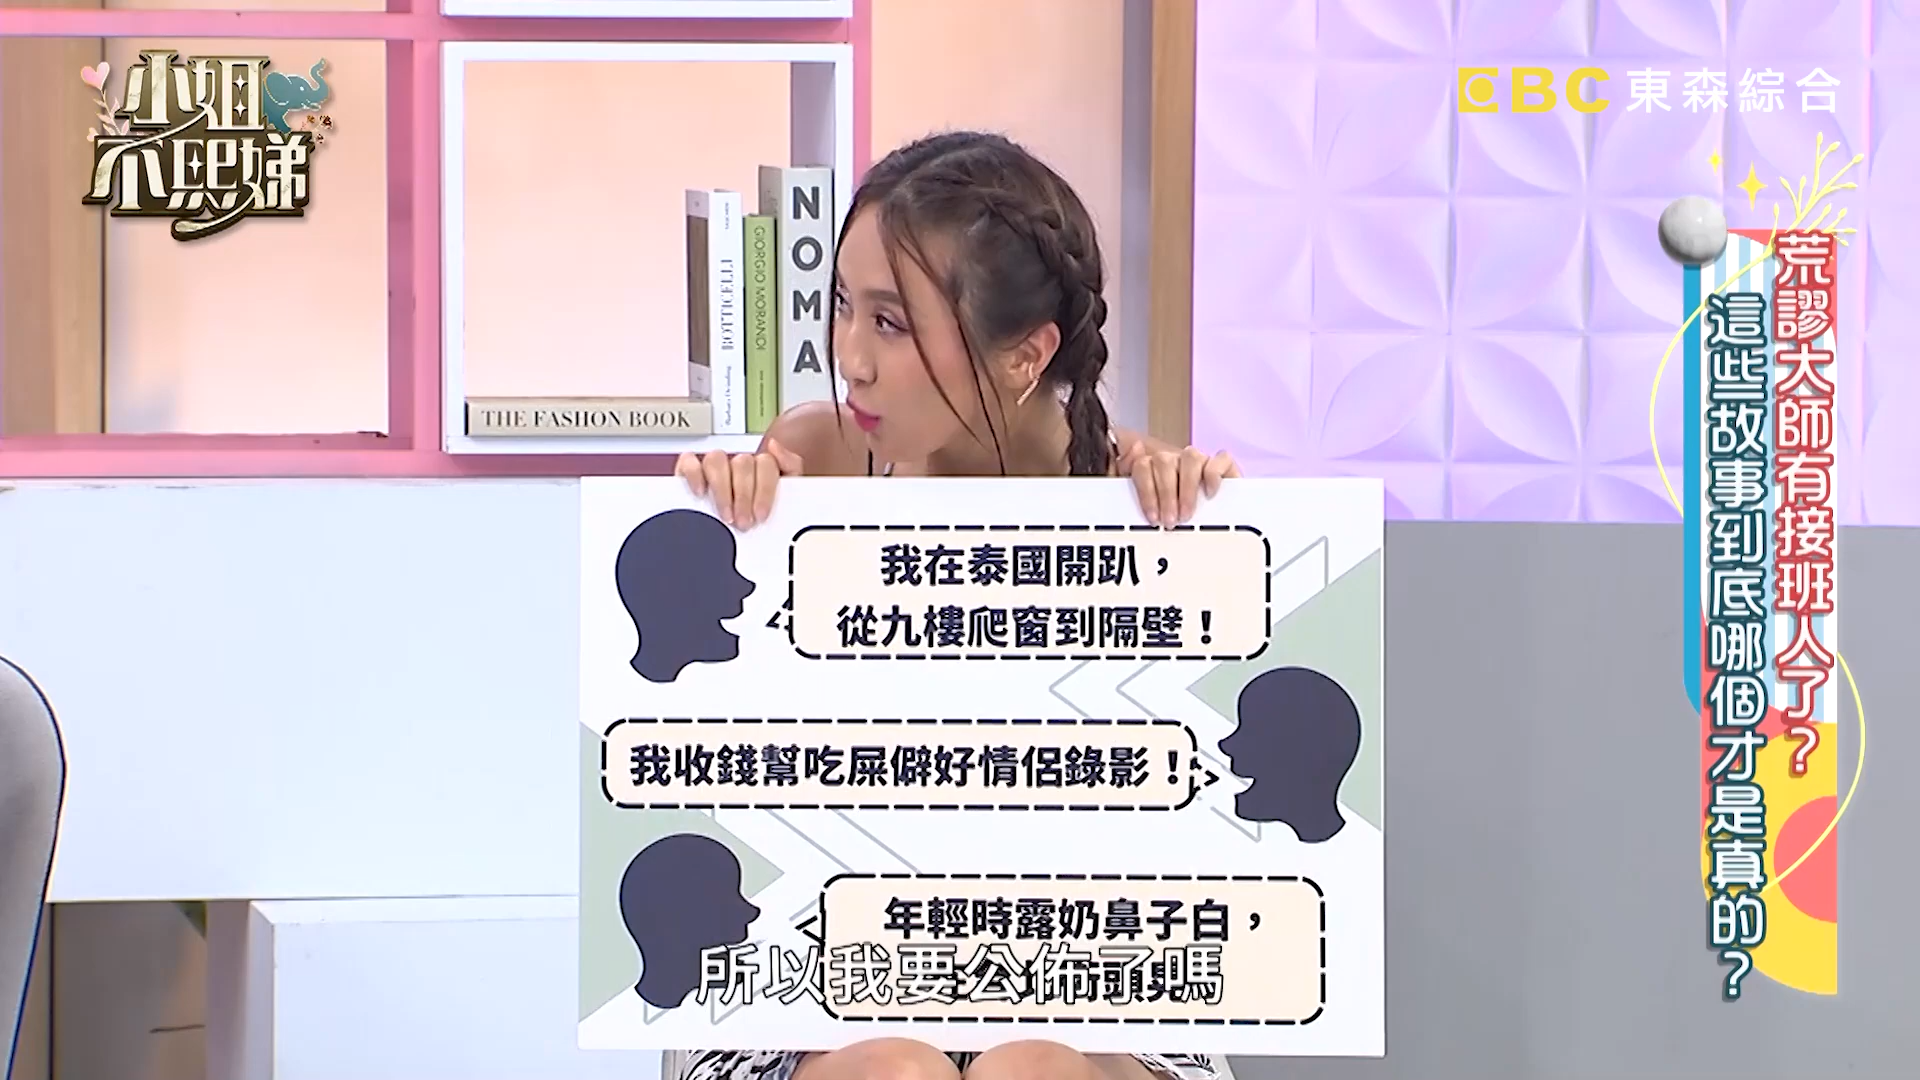 小姐
不熙娣
EBC 東森綜合
荒謬大師有接班人了？
這些故事到底哪個才是真的？
NOMA
GIORGIO MORANDI
BOTTICELLI
THE FASHION BOOK
我在泰國開趴，
從九樓爬窗到隔壁！
我收錢幫吃屎僻好情侶錄影！
年輕時露奶鼻子白，
所以我要公佈了嗎